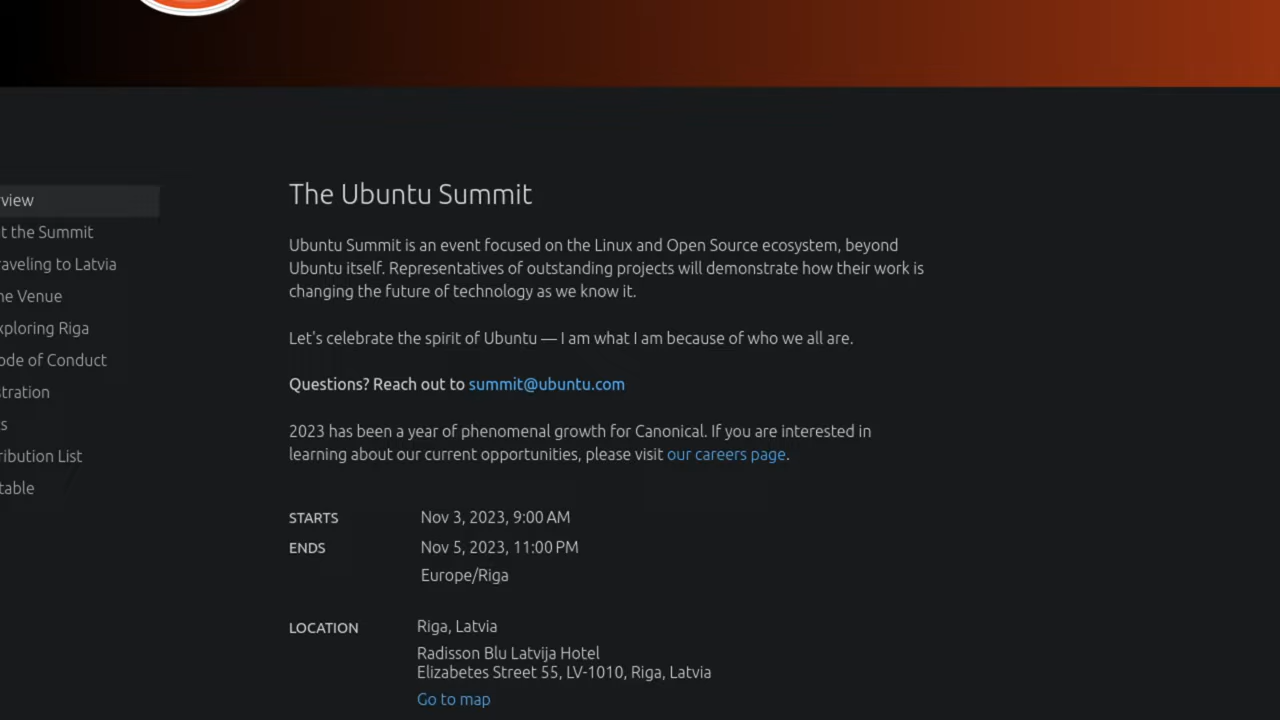 view
t the Summit
aveling to Latvia
he Venue
xploring Riga
ode of Conduct
stration
s
ribution List
table
The Ubuntu Summit
Ubuntu Summit is an event focused on the Linux and Open Source ecosystem, beyond
Ubuntu itself. Representatives of outstanding projects will demonstrate how their work is
changing the future of technology as we know it.
Let's celebrate the spirit of Ubuntu — I am what I am because of who we all are.
Questions? Reach out to summit@ubuntu.com
2023 has been a year of phenomenal growth for Canonical. If you are interested in
learning about our current opportunities, please visit our careers page.
STARTS Nov 3, 2023, 9:00 AM
ENDS Nov 5, 2023, 11:00 PM
Europe/Riga
LOCATION Riga, Latvia
Radisson Blu Latvija Hotel
Elizabetes Street 55, LV-1010, Riga, Latvia
Go to map